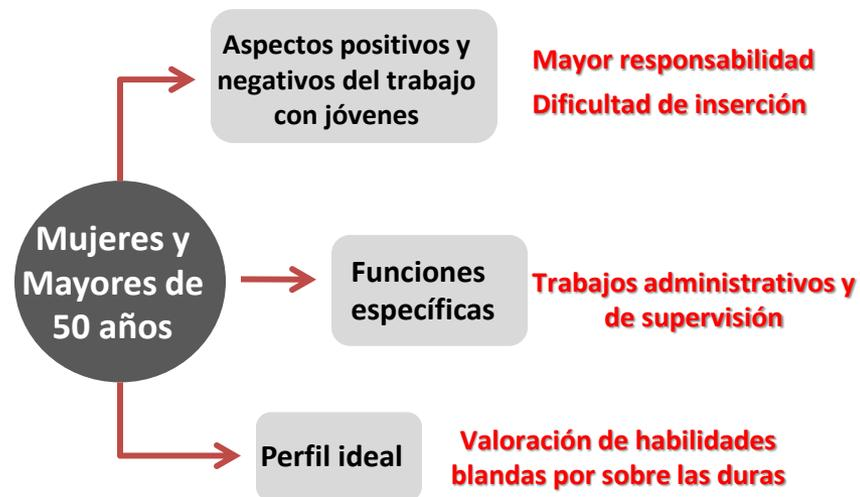 Aspectos positivos y
negativos del trabajo
con jóvenes
Mayor responsabilidad
Dificultad de inserción
Mujeres y
Mayores de
50 años
Funciones
específicas
Trabajos administrativos y
de supervisión
Perfil ideal
Valoración de habilidades
blandas por sobre las duras